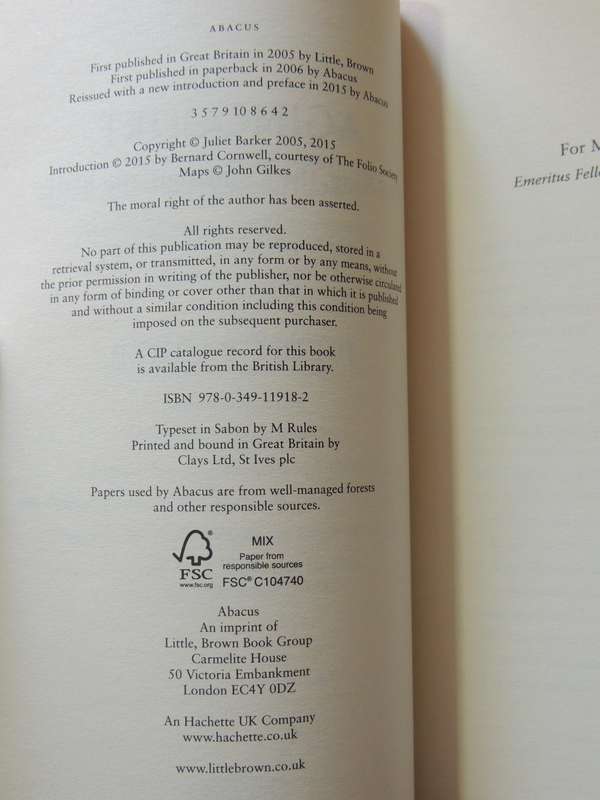 ABACUS
First published in Great Britain in 2005 by Little, Brown
First published in paperback in 2006 by Abacus
Reissued with a new introduction and preface in 2015 by Abacus
3 5 7 9 10 8 6 4 2
Copyright © Juliet Barker 2005, 2015
Introduction © 2015 by Bernard Cornwell, courtesy of The Folio Society
Maps © John Gilkes
The moral right of the author has been asserted.
All rights reserved.
No part of this publication may be reproduced, stored in a
retrieval system, or transmitted, in any form or by any means, without
the prior permission in writing of the publisher, nor be otherwise circulated
in any form of binding or cover other than that in which it is published
and without a similar condition including this condition being
imposed on the subsequent purchaser.
A CIP catalogue record for this book
is available from the British Library.
ISBN 978-0-349-11918-2
Typeset in Sabon by M Rules
Printed and bound in Great Britain by
Clays Ltd, St Ives plc
Papers used by Abacus are from well-managed forests
and other responsible sources.
FSC®
www.fsc.org
MIX
Paper from
responsible sources
FSC® C104740
Abacus
An imprint of
Little, Brown Book Group
Carmelite House
50 Victoria Embankment
London EC4Y 0DZ
An Hachette UK Company
www.hachette.co.uk
www.littlebrown.co.uk
For M
Emeritus Fell